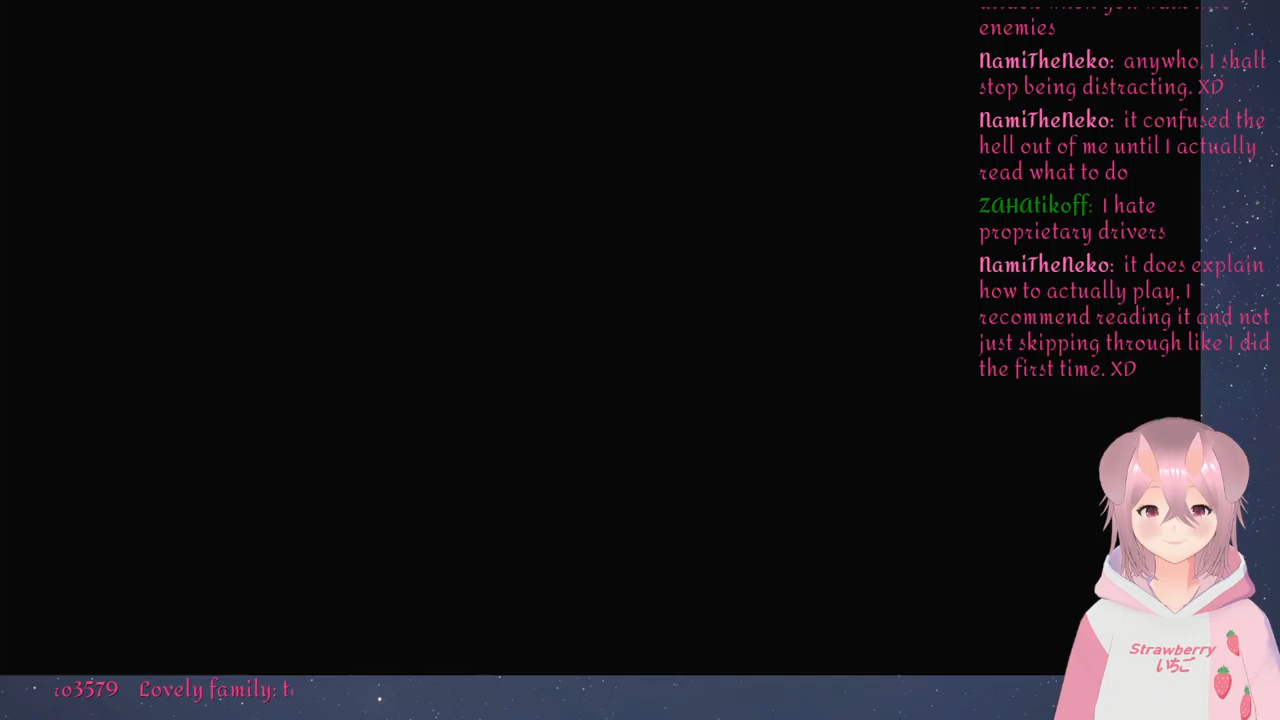 enemies
NamiTheNeko: anywho, I shall
stop being distracting. XD
NamiTheNeko: it confused the
hell out of me until I actually
read what to do
ZAHAtikoff: I hate
proprietary drivers
NamiTheNeko: it does explain
how to actually play, I
recommend reading it and not
just skipping through like I did
the first time. XD
Strawberry
いちご
io3579 Lovely family: